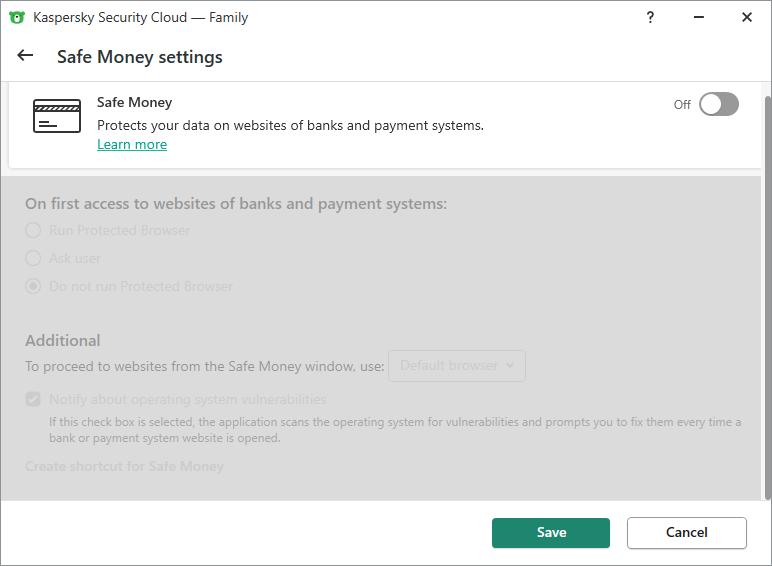 Kaspersky Security Cloud — Family ?
Safe Money settings
Safe Money
Off
Protects your data on websites of banks and payment systems.
Learn more
On first access to websites of banks and payment systems:
Run Protected Browser
Ask user
Do not run Protected Browser
Additional
To proceed to websites from the Safe Money window, use: Default browser
Notify about operating system vulnerabilities
If this check box is selected, the application scans the operating system for vulnerabilities and prompts you to fix them every time a
bank or payment system website is opened.
Create shortcut for Safe Money
Save Cancel